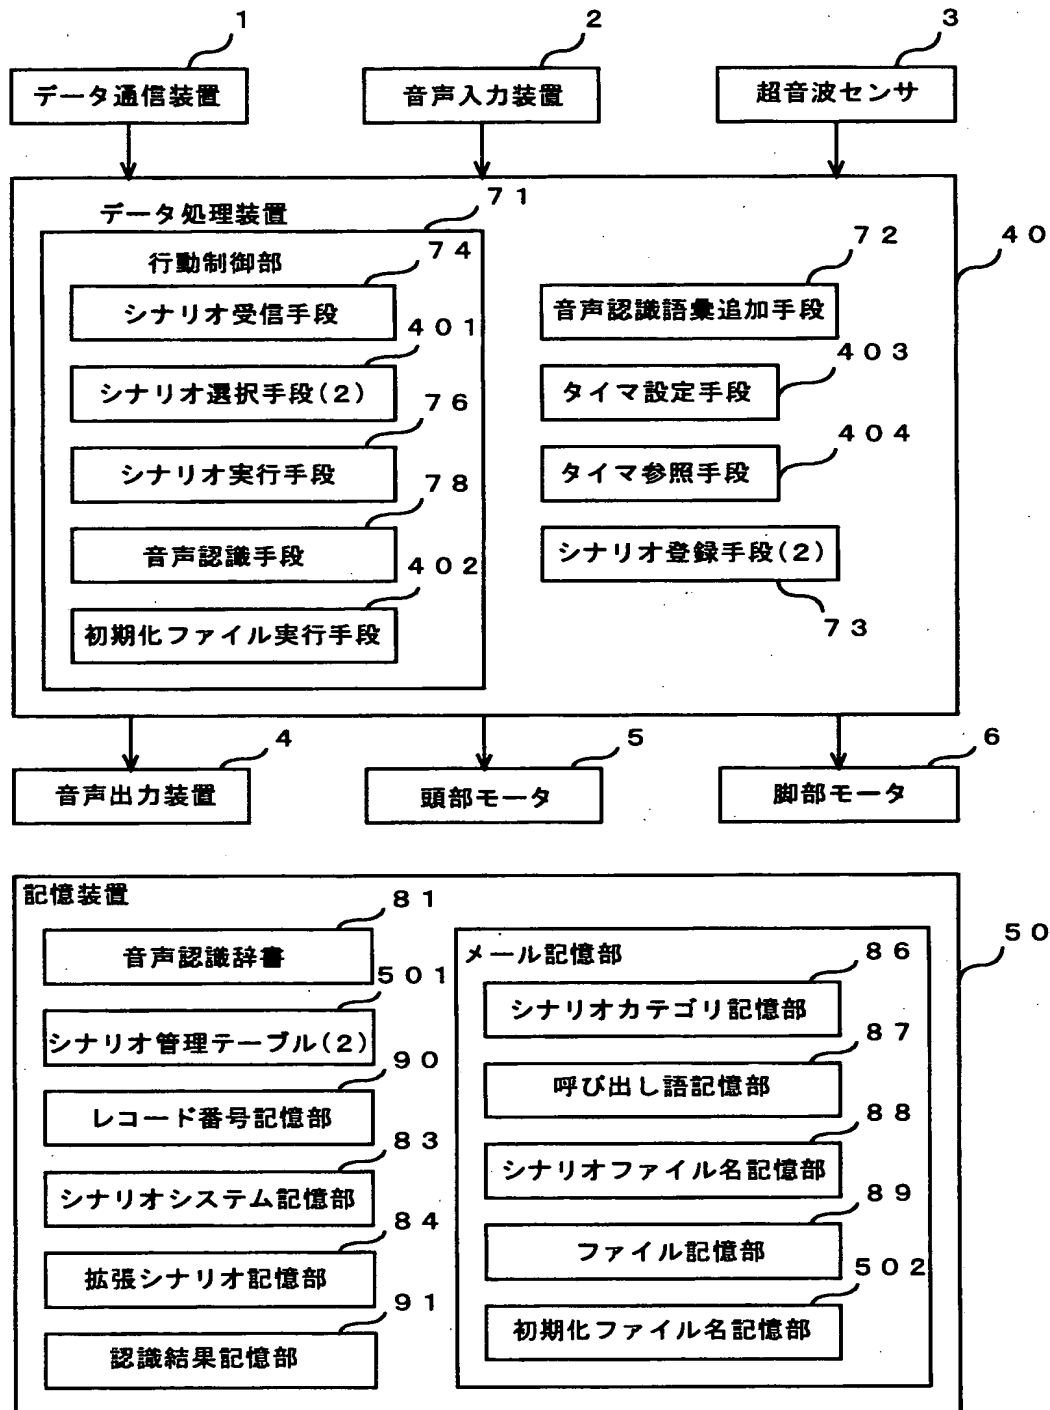 1
2
3
データ通信装置
音声入力装置
超音波センサ
データ処理装置
71
40
行動制御部
74
シナリオ受信手段
401
シナリオ選択手段(2)
76
シナリオ実行手段
78
音声認識手段
402
初期化ファイル実行手段
72
音声認識語彙追加手段
403
タイマ設定手段
404
タイマ参照手段
シナリオ登録手段(2)
73
4
5
6
音声出力装置
頭部モータ
脚部モータ
記憶装置
50
81
音声認識辞書
501
シナリオ管理テーブル(2)
90
レコード番号記憶部
83
シナリオシステム記憶部
84
拡張シナリオ記憶部
91
認識結果記憶部
メール記憶部
86
シナリオカテゴリ記憶部
87
呼び出し語記憶部
88
シナリオファイル名記憶部
89
ファイル記憶部
502
初期化ファイル名記憶部